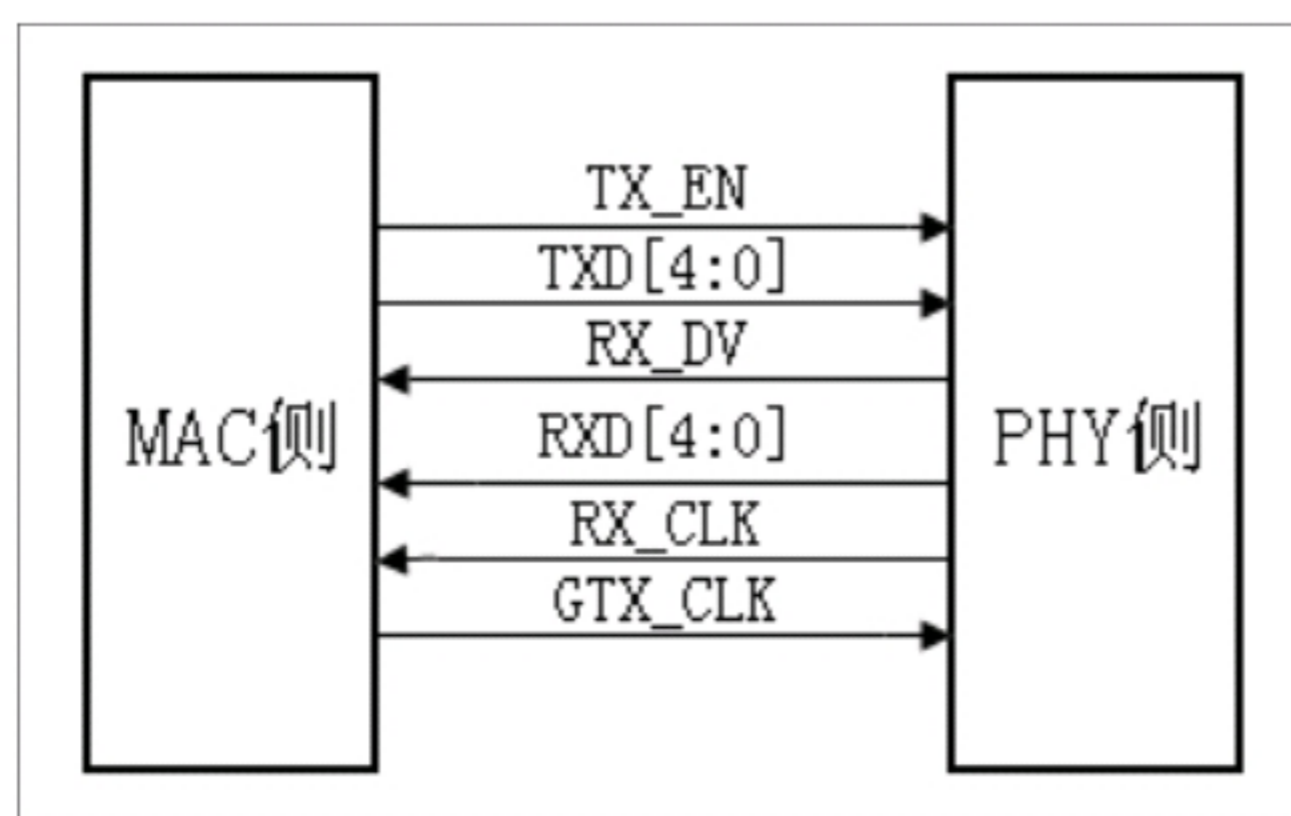 TX_EN
TXD[4:0]
RX_DV
MAC侧
RXD[4:0]
PHY侧
RX_CLK
GTX_CLK